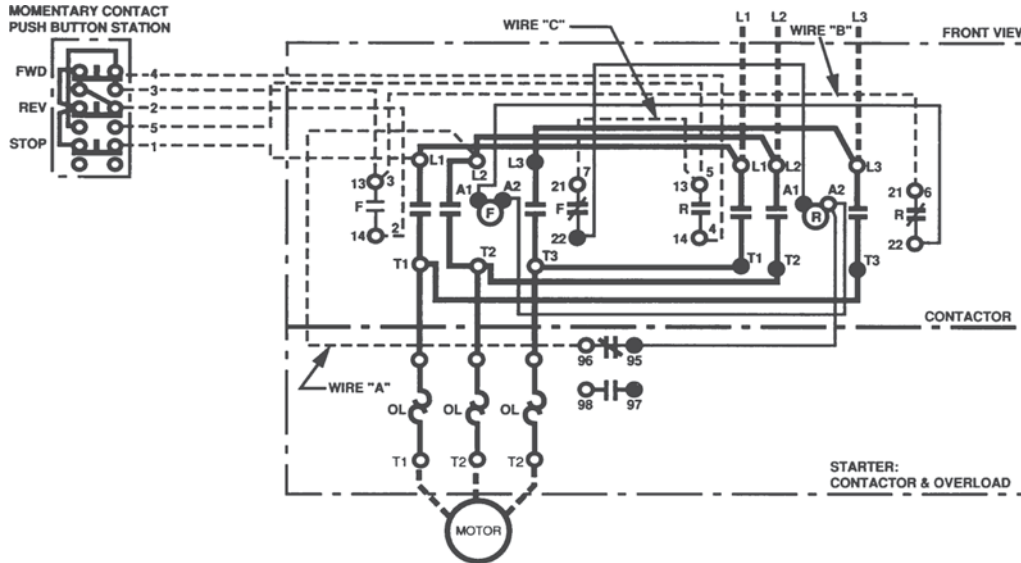 MOMENTARY CONTACT
PUSH BUTTON STATION
L1 L2 L3
WIRE "C"
WIRE "B"
FRONT VIEW
FWD 4
3
REV 2
5
STOP 1
L1 L2 L3 L1 L2 L3
13 3 A1 A2 21 7 13 5 A1 A2 21 6
F F F R R R
14 2 22 14 4 22
T1 T2 T3 T1 T2 T3
CONTACTOR
96 95
WIRE "A"
98 97
OL OL OL
T1 T2 T2
STARTER:
CONTACTOR & OVERLOAD
MOTOR